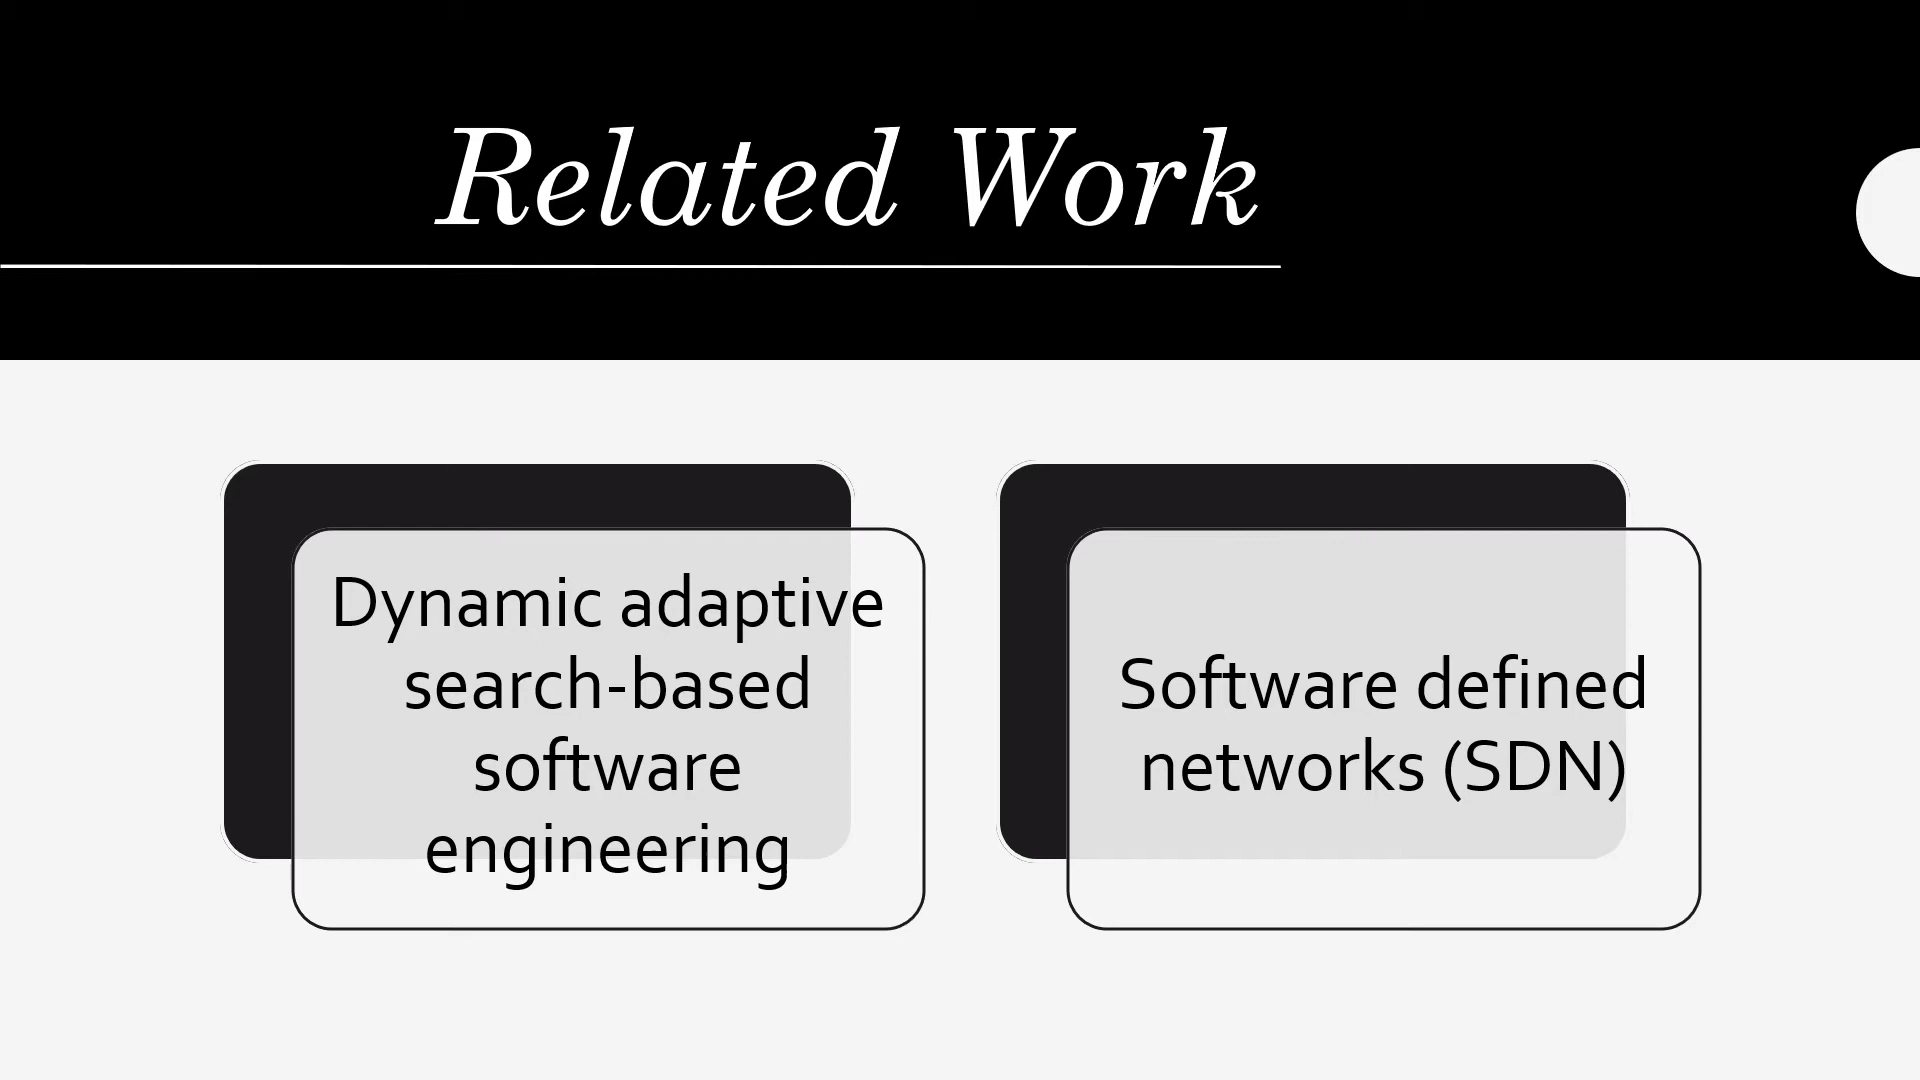 Related Work
Dynamic adaptive
search-based
software
engineering
Software defined
networks (SDN)